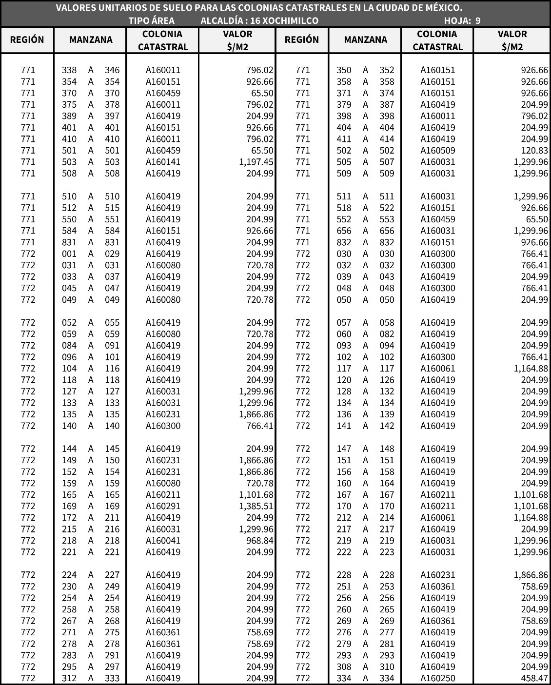 VALORES UNITARIOS DE SUELO PARA LAS COLONIAS CATASTRALES EN LA CIUDAD DE MÉXICO.
TIPO ÁREA ALCALDÍA : 16 XOCHIMILCO HOJA: 9
REGIÓN MANZANA COLONIA CATASTRAL VALOR $/M2 REGIÓN MANZANA COLONIA CATASTRAL VALOR $/M2
771 338 A 346 A160011 796.02 771 350 A 352 A160151 926.66
771 354 A 354 A160151 926.66 771 358 A 358 A160151 926.66
771 370 A 370 A160459 65.50 771 371 A 374 A160151 926.66
771 375 A 378 A160011 796.02 771 379 A 387 A160419 204.99
771 389 A 397 A160419 204.99 771 398 A 398 A160011 796.02
771 401 A 401 A160151 926.66 771 404 A 404 A160419 204.99
771 410 A 410 A160011 796.02 771 411 A 414 A160419 204.99
771 501 A 501 A160459 65.50 771 502 A 502 A160509 120.83
771 503 A 503 A160141 1,197.45 771 505 A 507 A160031 1,299.96
771 508 A 508 A160419 204.99 771 509 A 509 A160031 1,299.96
771 510 A 510 A160419 204.99 771 511 A 511 A160031 1,299.96
771 512 A 515 A160419 204.99 771 518 A 522 A160151 926.66
771 550 A 551 A160419 204.99 771 552 A 553 A160459 65.50
771 584 A 584 A160151 926.66 771 656 A 656 A160031 1,299.96
771 831 A 831 A160419 204.99 771 832 A 832 A160151 926.66
772 001 A 029 A160419 204.99 772 030 A 030 A160300 766.41
772 031 A 031 A160080 720.78 772 032 A 032 A160300 766.41
772 033 A 037 A160419 204.99 772 039 A 043 A160419 204.99
772 045 A 047 A160419 204.99 772 048 A 048 A160300 766.41
772 049 A 049 A160080 720.78 772 050 A 050 A160419 204.99
772 052 A 055 A160419 204.99 772 057 A 058 A160419 204.99
772 059 A 059 A160080 720.78 772 060 A 082 A160419 204.99
772 084 A 091 A160419 204.99 772 093 A 094 A160419 204.99
772 096 A 101 A160419 204.99 772 102 A 102 A160300 766.41
772 104 A 116 A160419 204.99 772 117 A 117 A160061 1,164.88
772 118 A 118 A160419 204.99 772 120 A 126 A160419 204.99
772 127 A 127 A160031 1,299.96 772 128 A 132 A160419 204.99
772 133 A 133 A160031 1,299.96 772 134 A 134 A160419 204.99
772 135 A 135 A160231 1,866.86 772 136 A 139 A160419 204.99
772 140 A 140 A160300 766.41 772 141 A 142 A160419 204.99
772 144 A 145 A160419 204.99 772 147 A 148 A160419 204.99
772 149 A 150 A160231 1,866.86 772 151 A 151 A160419 204.99
772 152 A 154 A160231 1,866.86 772 156 A 158 A160419 204.99
772 159 A 159 A160080 720.78 772 160 A 164 A160419 204.99
772 165 A 165 A160211 1,101.68 772 167 A 167 A160211 1,101.68
772 169 A 169 A160291 1,385.51 772 170 A 170 A160211 1,101.68
772 172 A 211 A160419 204.99 772 212 A 214 A160061 1,164.88
772 215 A 216 A160031 1,299.96 772 217 A 217 A160419 204.99
772 218 A 218 A160041 968.84 772 219 A 219 A160031 1,299.96
772 221 A 221 A160419 204.99 772 222 A 223 A160031 1,299.96
772 224 A 227 A160419 204.99 772 228 A 228 A160231 1,866.86
772 230 A 249 A160419 204.99 772 251 A 253 A160361 758.69
772 254 A 254 A160419 204.99 772 256 A 256 A160419 204.99
772 258 A 258 A160419 204.99 772 260 A 265 A160419 204.99
772 267 A 268 A160419 204.99 772 269 A 269 A160361 758.69
772 271 A 275 A160361 758.69 772 276 A 277 A160419 204.99
772 278 A 278 A160361 758.69 772 279 A 281 A160419 204.99
772 283 A 291 A160419 204.99 772 293 A 293 A160419 204.99
772 295 A 297 A160419 204.99 772 308 A 310 A160419 204.99
772 312 A 333 A160419 204.99 772 334 A 334 A160250 458.47